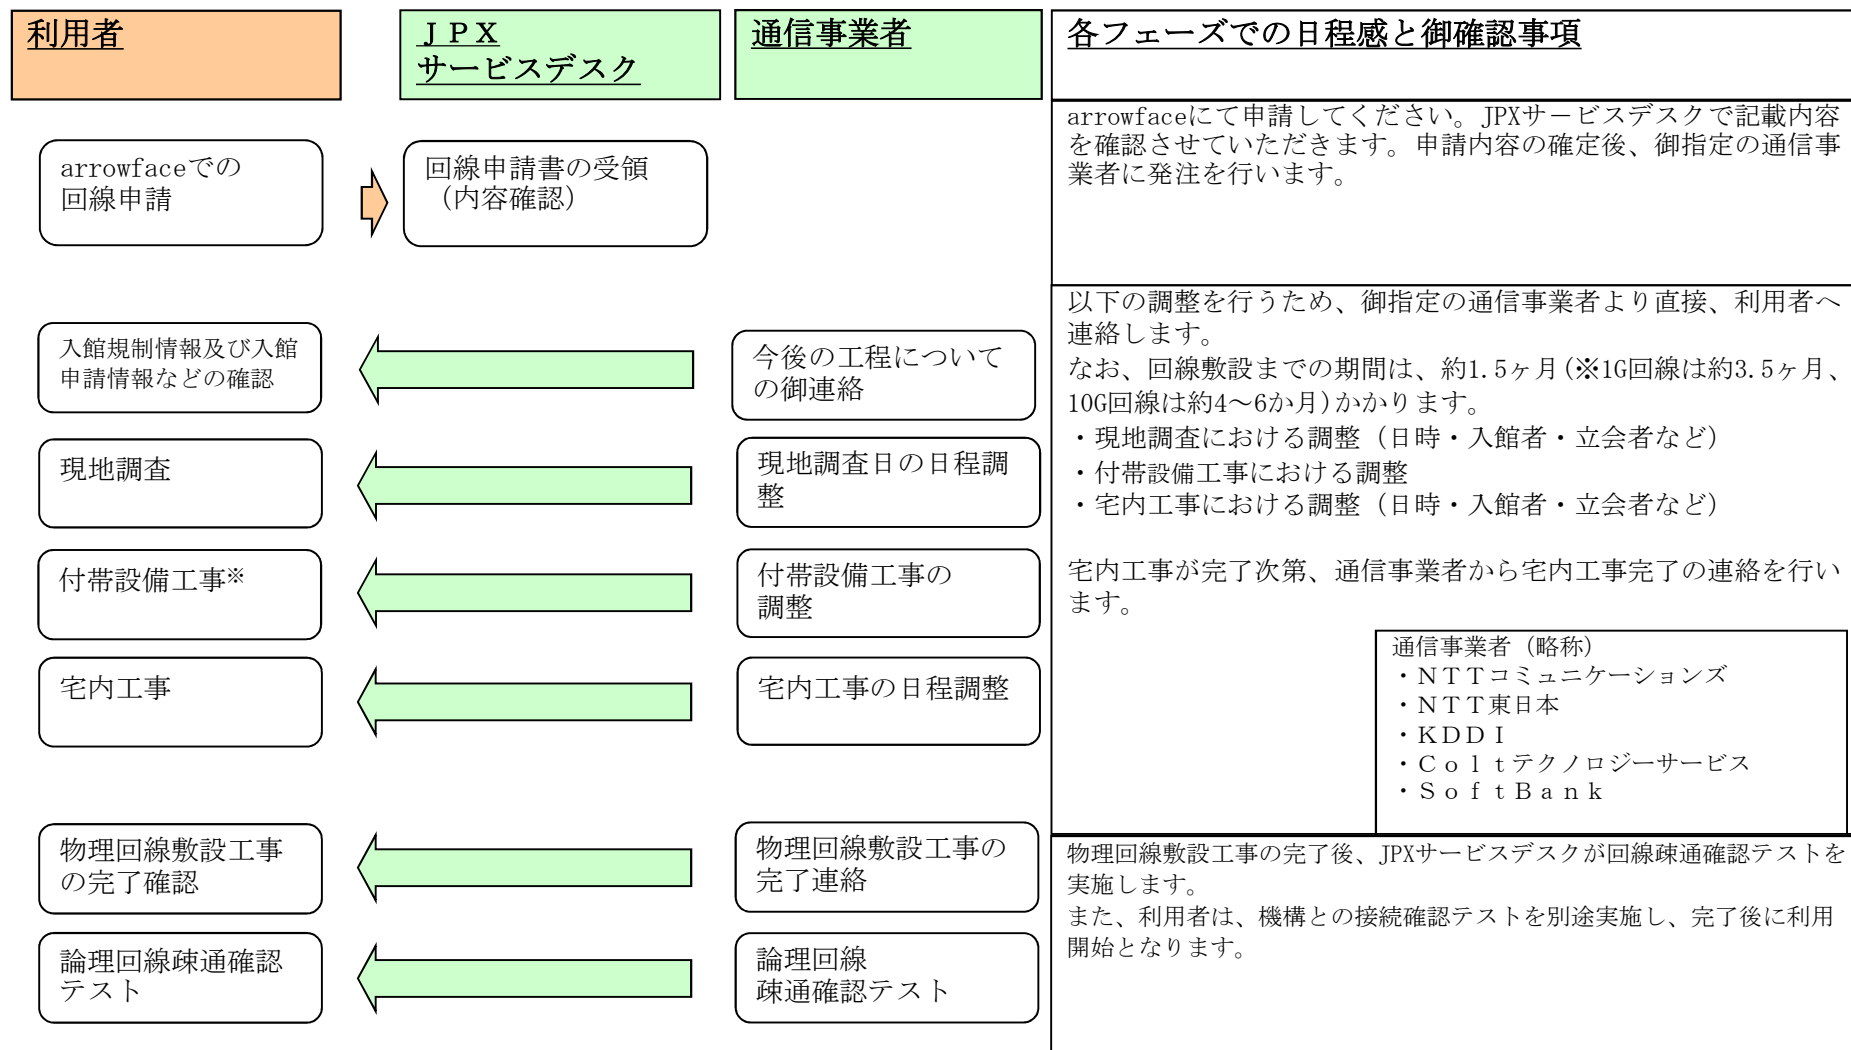 利用者
ＪＰＸ
サービスデスク
通信事業者
各フェーズでの日程感と御確認事項
arrowfaceでの
回線申請
回線申請書の受領
（内容確認）
arrowfaceにて申請してください。JPXサービスデスクで記載内容
を確認させていただきます。申請内容の確定後、御指定の通信事
業者に発注を行います。
入館規制情報及び入館
申請情報などの確認
今後の工程について
の御連絡
現地調査
現地調査日の日程調
整
付帯設備工事※
付帯設備工事の
調整
宅内工事
宅内工事の日程調整
以下の調整を行うため、御指定の通信事業者より直接、利用者へ
連絡します。
なお、回線敷設までの期間は、約1.5ヶ月(※1G回線は約3.5ヶ月、
10G回線は約4～6か月)かかります。
・現地調査における調整（日時・入館者・立会者など）
・付帯設備工事における調整
・宅内工事における調整（日時・入館者・立会者など）
宅内工事が完了次第、通信事業者から宅内工事完了の連絡を行い
ます。
通信事業者（略称）
・ＮＴＴコミュニケーションズ
・ＮＴＴ東日本
・ＫＤＤＩ
・Ｃｏｌｔテクノロジーサービス
・ＳｏｆｔＢａｎｋ
物理回線敷設工事
の完了確認
物理回線敷設工事の
完了連絡
論理回線疎通確認
テスト
論理回線
疎通確認テスト
物理回線敷設工事の完了後、JPXサービスデスクが回線疎通確認テストを
実施します。
また、利用者は、機構との接続確認テストを別途実施し、完了後に利用
開始となります。